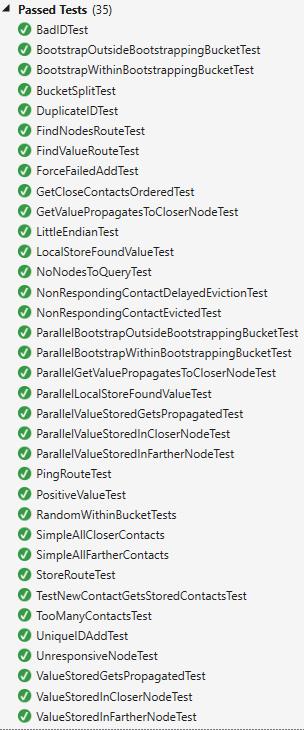 Passed Tests (35)
BadIDTest
BootstrapOutsideBootstrappingBucketTest
BootstrapWithinBootstrappingBucketTest
BucketSplitTest
DuplicateIDTest
FindNodesRouteTest
FindValueRouteTest
ForceFailedAddTest
GetCloseContactsOrderedTest
GetValuePropagatesToCloserNodeTest
LittleEndianTest
LocalStoreFoundValueTest
NoNodesToQueryTest
NonRespondingContactDelayedEvictionTest
NonRespondingContactEvictedTest
ParallelBootstrapOutsideBootstrappingBucketTest
ParallelBootstrapWithinBootstrappingBucketTest
ParallelGetValuePropagatesToCloserNodeTest
ParallelLocalStoreFoundValueTest
ParallelValueStoredGetsPropagatedTest
ParallelValueStoredInCloserNodeTest
ParallelValueStoredInFartherNodeTest
PingRouteTest
PositiveValueTest
RandomWithinBucketTests
SimpleAllCloserContacts
SimpleAllFartherContacts
StoreRouteTest
TestNewContactGetsStoredContactsTest
TooManyContactsTest
UniqueIDAddTest
UnresponsiveNodeTest
ValueStoredGetsPropagatedTest
ValueStoredInCloserNodeTest
ValueStoredInFartherNodeTest